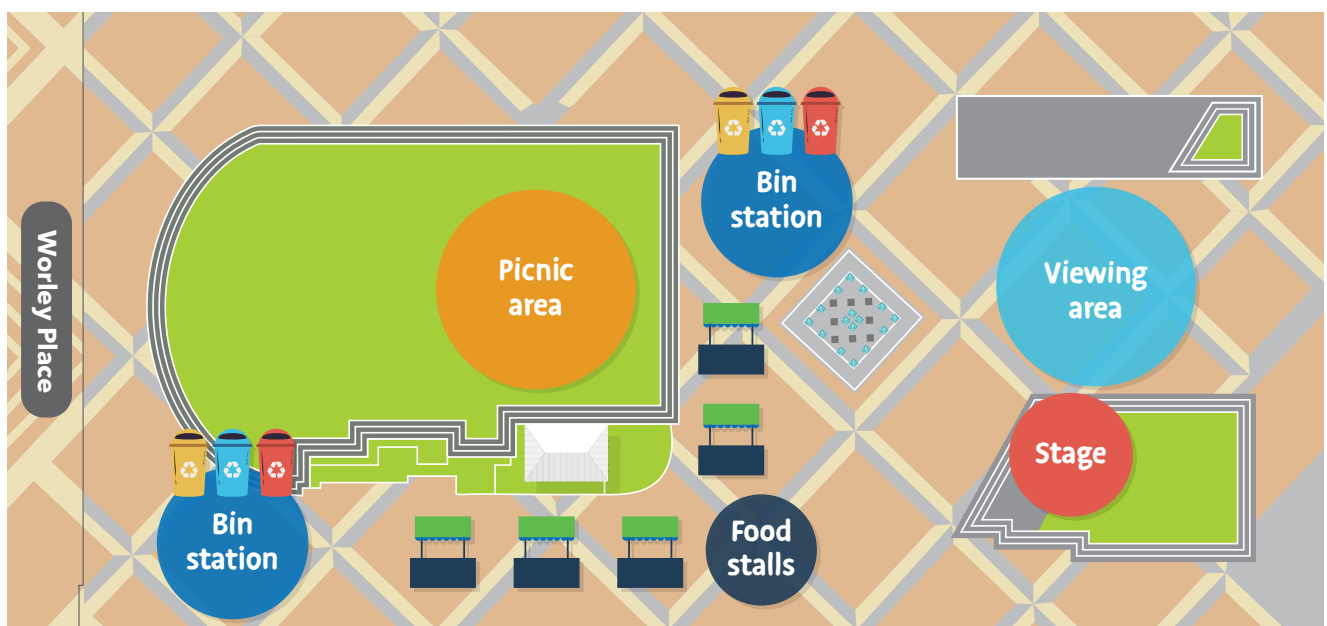 Worley Place
Picnic
area
Bin
station
Viewing
area
Stage
Bin
station
Food
stalls